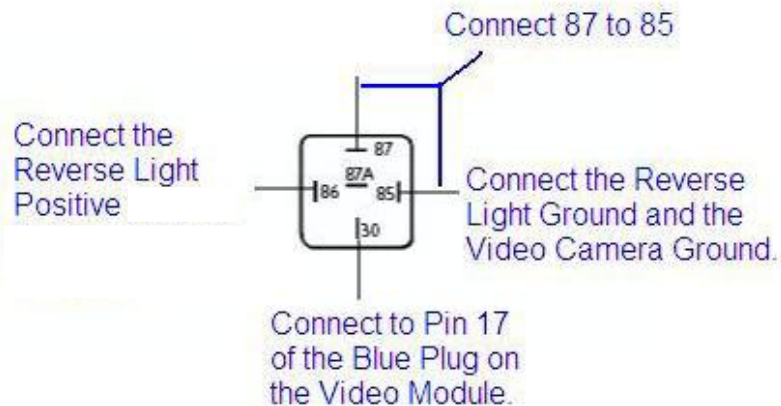 Connect 87 to 85
Connect the
Reverse Light
Positive
87
87A
86
85
30
Connect the Reverse
Light Ground and the
Video Camera Ground.
Connect to Pin 17
of the Blue Plug on
the Video Module.